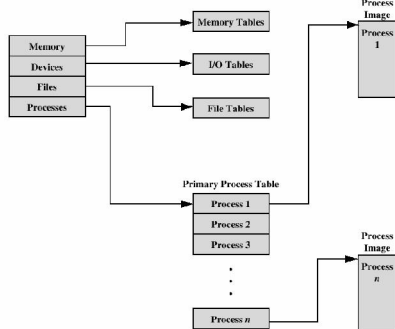 Memory
Devices
Files
Processes
Memory Tables
I/O Tables
File Tables
Primary Process Table
Process 1
Process 2
Process 3
Process n
Process
Image
Process
1
Process
Image
Process
n